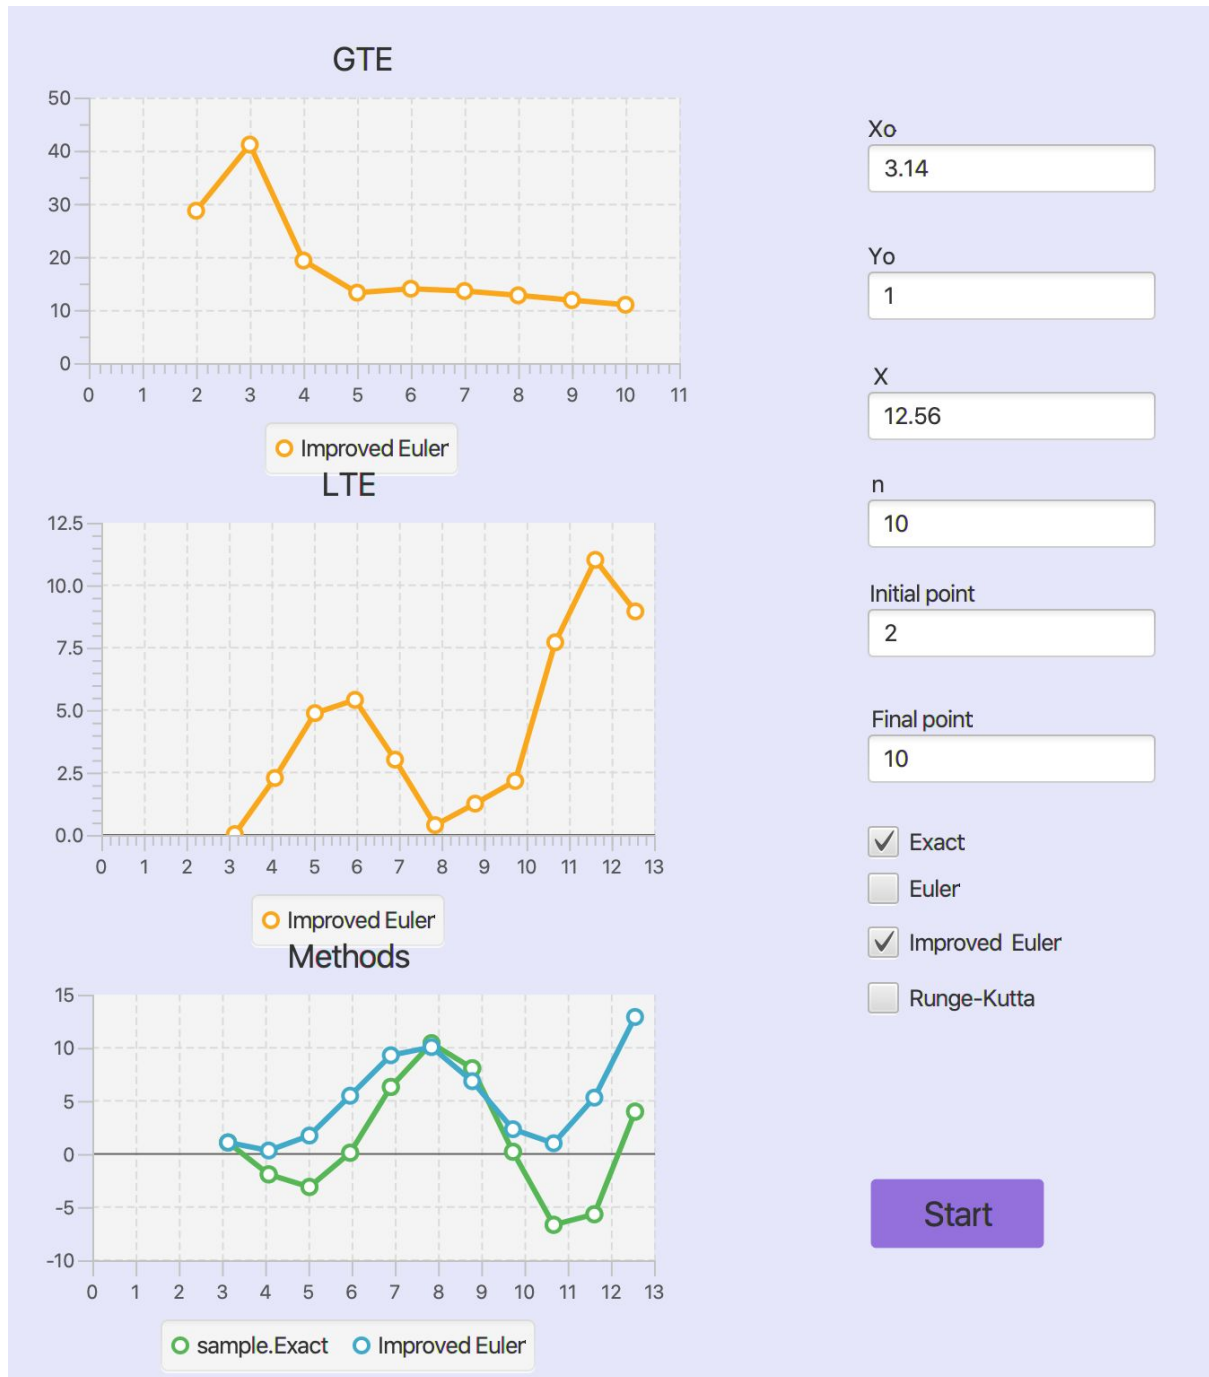 GTE
50
40
30
20
10
0
0 1 2 3 4 5 6 7 8 9 10 11
Improved Euler
LTE
12.5
10.0
7.5
5.0
2.5
0.0
0 1 2 3 4 5 6 7 8 9 10 11 12 13
Improved Euler
Methods
15
10
5
0
-5
-10
0 1 2 3 4 5 6 7 8 9 10 11 12 13
sample.Exact Improved Euler
Xo
3.14
Yo
1
X
12.56
n
10
Initial point
2
Final point
10
Exact
Euler
Improved Euler
Runge-Kutta
Start